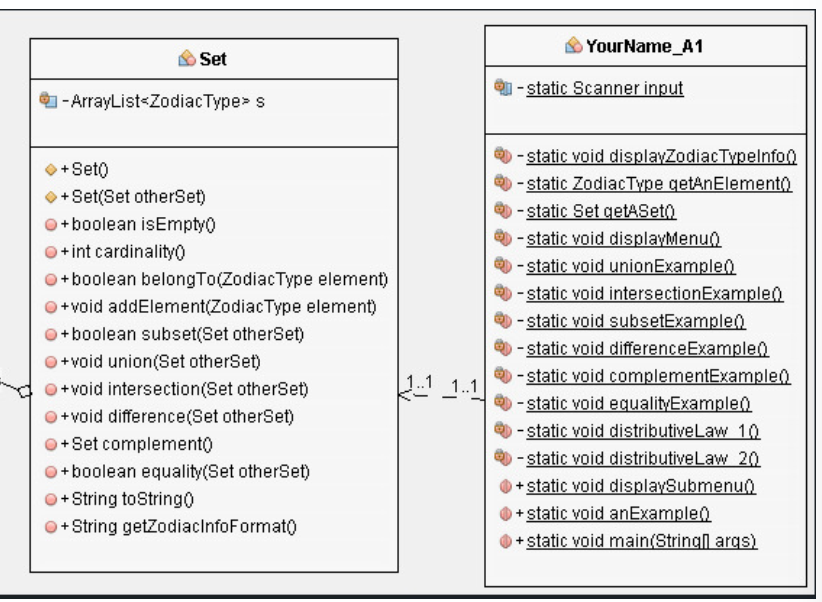 Set
-ArrayList<ZodiacType> s
+Set()
+Set(Set otherSet)
+boolean isEmpty()
+int cardinality()
+boolean belongTo(ZodiacType element)
+void addElement(ZodiacType element)
+boolean subset(Set otherSet)
+void union(Set otherSet)
+void intersection(Set otherSet)
+void difference(Set otherSet)
+Set complement()
+boolean equality(Set otherSet)
+String toString()
+String getZodiacInfoFormat()
1..1 1..1
YourName_A1
-static Scanner input
-static void displayZodiacTypeInfo()
-static ZodiacType getAnElement()
-static Set getASet()
-static void displayMenu()
-static void unionExample()
-static void intersectionExample()
-static void subsetExample()
-static void differenceExample()
-static void complementExample()
-static void equalityExample()
-static void distributiveLaw_1()
-static void distributiveLaw_2()
+static void displaySubmenu()
+static void anExample()
+static void main(String[] args)